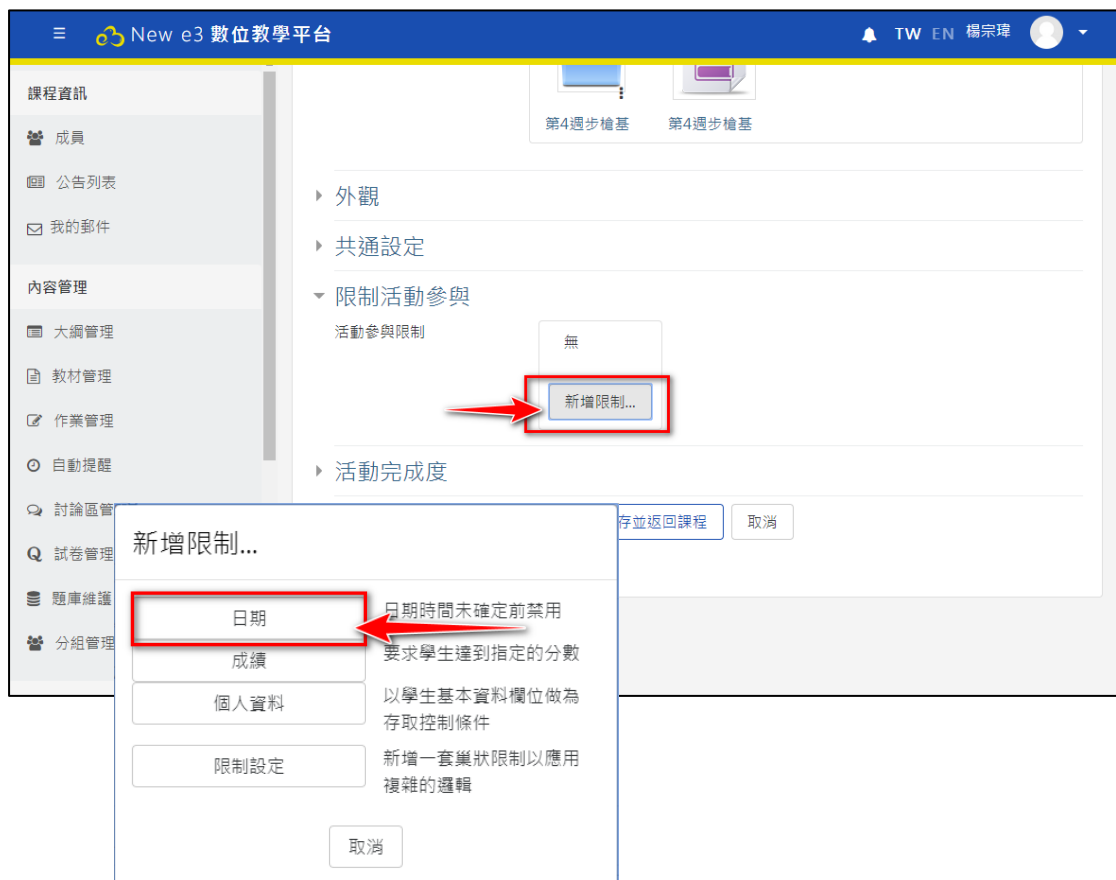 New e3 數位教學平台
TW EN 楊宗瑋
課程資訊
成員
公告列表
我的郵件
內容管理
大綱管理
教材管理
作業管理
自動提醒
討論區管
試卷管理
題庫維護
分組管理
第4週步槍基
第4週步槍基
外觀
共通設定
限制活動參與
活動參與限制
無
新增限制...
活動完成度
存並返回課程
取消
新增限制...
日期
日期時間未確定前禁用
成績
要求學生達到指定的分數
個人資料
以學生基本資料欄位做為
存取控制條件
限制設定
新增一套巢狀限制以應用
複雜的邏輯
取消